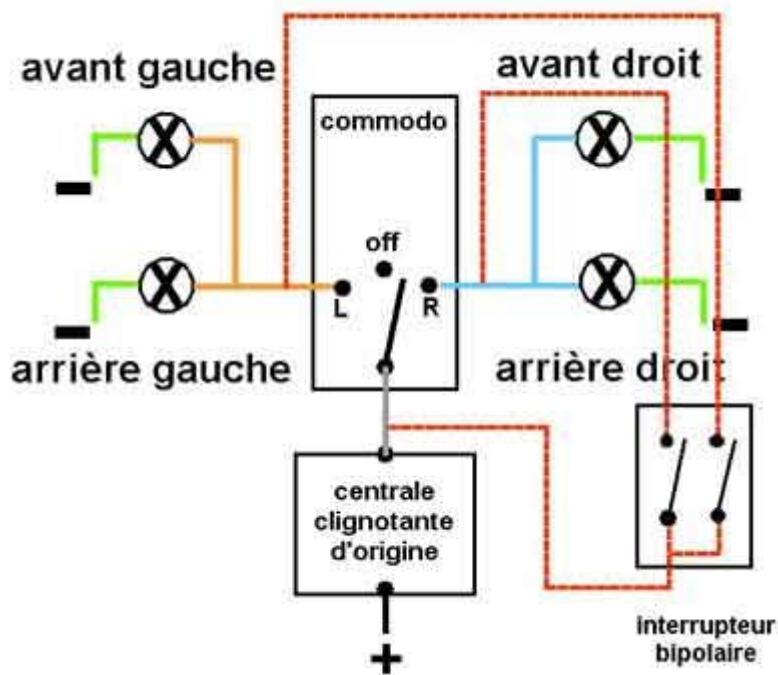 avant gauche
avant droit
commodo
off
L
R
arrière gauche
arrière droit
centrale
clignotante
d'origine
+
interrupteur
bipolaire